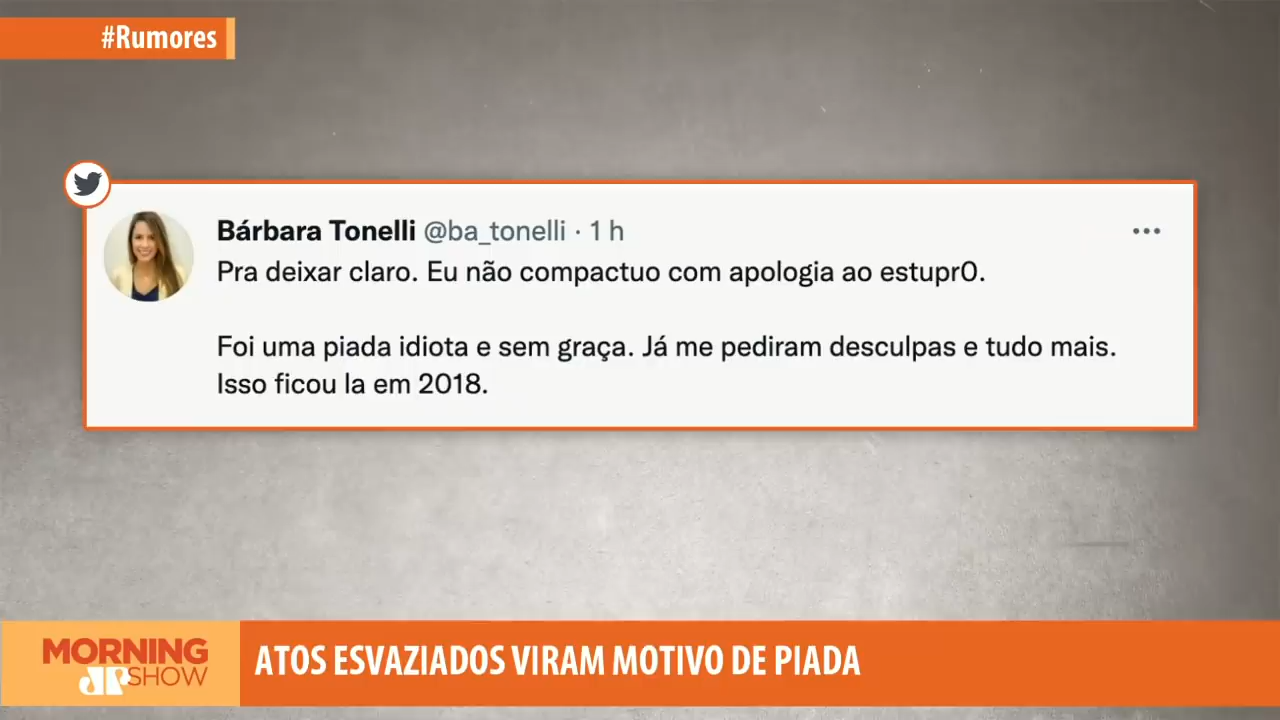 #Rumores
Bárbara Tonelli @ba_tonelli · 1 h
Pra deixar claro. Eu não compactuo com apologia ao estupr0.
Foi uma piada idiota e sem graça. Já me pediram desculpas e tudo mais.
Isso ficou la em 2018.
MORNING
JP SHOW
ATOS ESVAZIADOS VIRAM MOTIVO DE PIADA